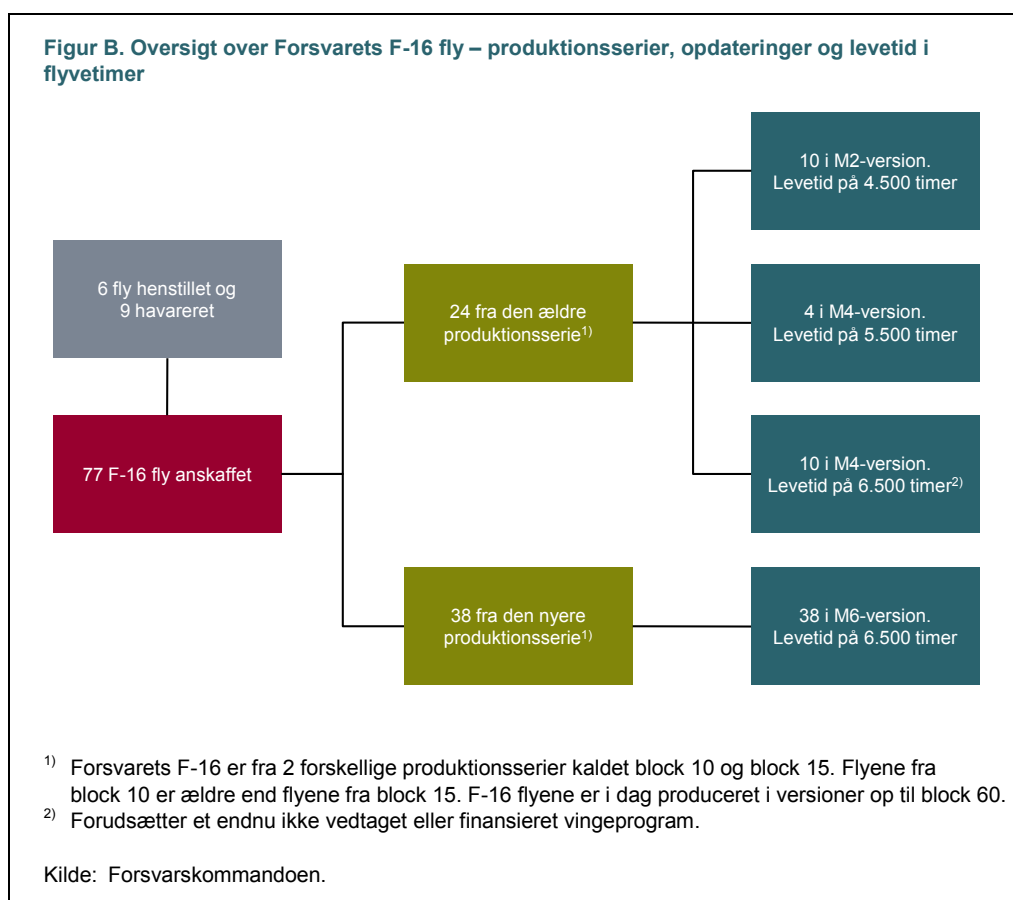 Figur B. Oversigt over Forsvarets F-16 fly – produktionsserier, opdateringer og levetid i
flyvetimer
10 i M2-version.
Levetid på 4.500 timer
6 fly henstillet og
9 havareret
24 fra den ældre
produktionsserie1)
4 i M4-version.
Levetid på 5.500 timer
77 F-16 fly anskaffet
10 i M4-version.
Levetid på 6.500 timer2)
38 fra den nyere
produktionsserie1)
38 i M6-version.
Levetid på 6.500 timer
1) Forsvarets F-16 er fra 2 forskellige produktionsserier kaldet block 10 og block 15. Flyene fra
block 10 er ældre end flyene fra block 15. F-16 flyene er i dag produceret i versioner op til block 60.
2) Forudsætter et endnu ikke vedtaget eller finansieret vingeprogram.
Kilde: Forsvarskommandoen.